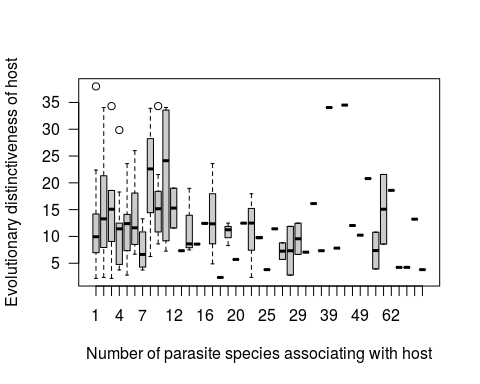 Evolutionary distinctiveness of host
35
30
25
20
15
10
5
1 4 7 12 16 20 25 29 39 49 62
Number of parasite species associating with host